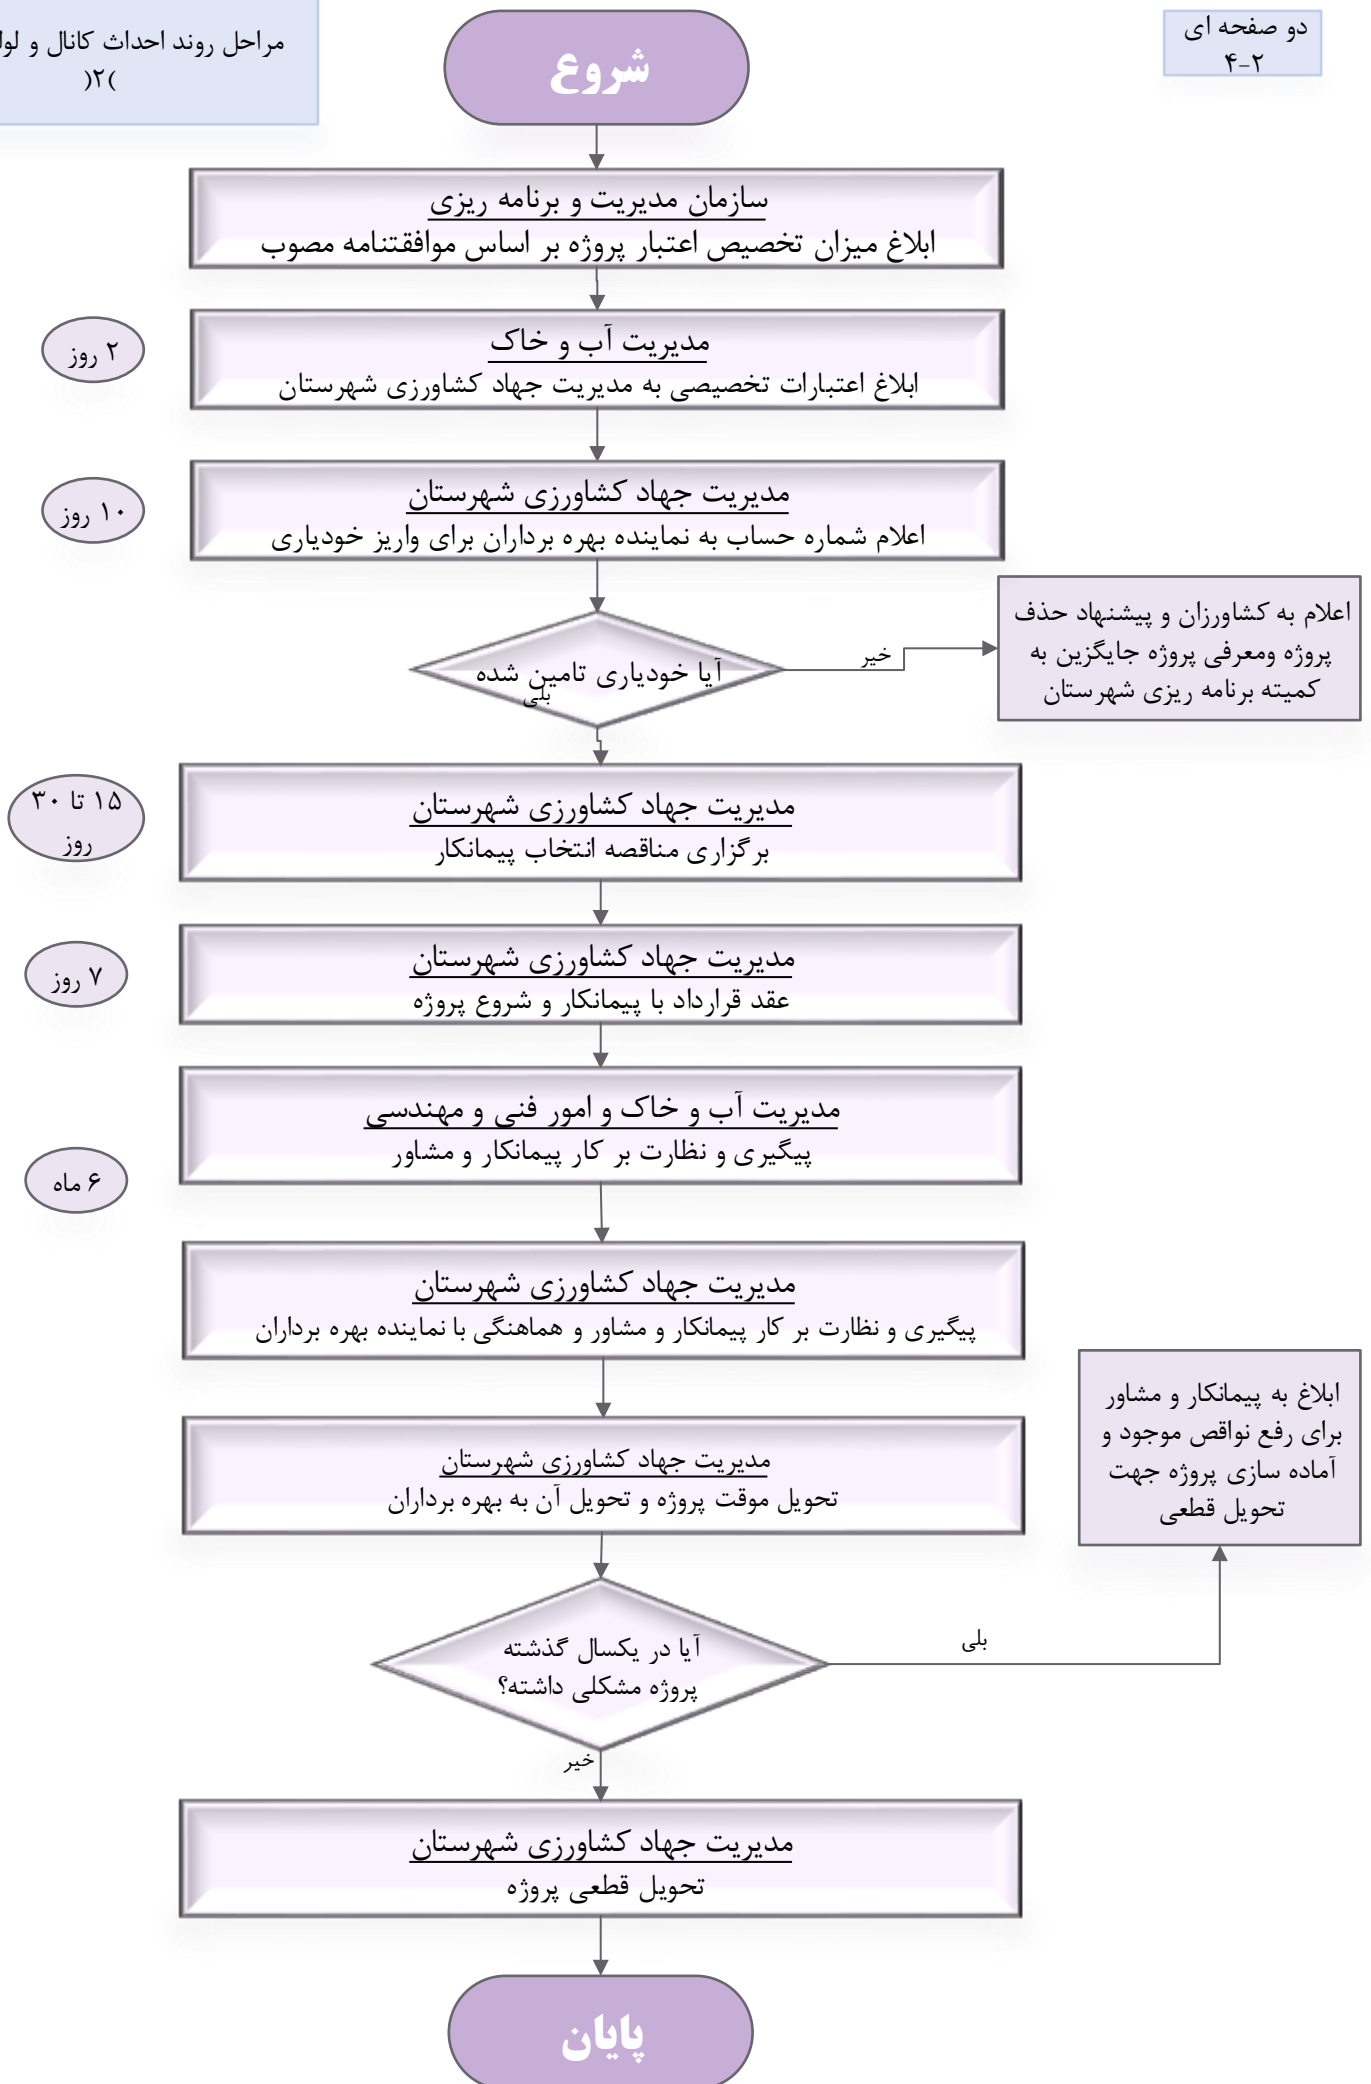 دو صفحه ای
۴-۲
مراحل روند احداث کانال و
)۲(
شروع
سازمان مدیریت و برنامه ریزی
ابلاغ میزان تخصیص اعتبار پروژه بر اساس موافقتنامه مصوب
مدیریت آب و خاک
ابلاغ اعتبارات تخصیصی به مدیریت جهاد کشاورزی شهرستان
۲ روز
مدیریت جهاد کشاورزی شهرستان
اعلام شماره حساب به نماینده بهره برداران برای واریز خودیاری
۱۰ روز
آیا خودیاری تامین شده
بلی
خیر
اعلام به کشاورزان و پیشنهاد حذف
پروژه ومعرفی پروژه جایگزین به
کمیته برنامه ریزی شهرستان
مدیریت جهاد کشاورزی شهرستان
برگزاری مناقصه انتخاب پیمانکار
۱۵ تا ۳۰
روز
مدیریت جهاد کشاورزی شهرستان
عقد قرارداد با پیمانکار و شروع پروژه
۷ روز
مدیریت آب و خاک و امور فنی و مهندسی
پیگیری و نظارت بر کار پیمانکار و مشاور
۶ ماه
مدیریت جهاد کشاورزی شهرستان
پیگیری و نظارت بر کار پیمانکار و مشاور و هماهنگی با نماینده بهره برداران
مدیریت جهاد کشاورزی شهرستان
تحویل موقت پروژه و تحویل آن به بهره برداران
ابلاغ به پیمانکار و مشاور
برای رفع نواقص موجود و
آماده سازی پروژه جهت
تحویل قطعی
آیا در یکسال گذشته
پروژه مشکلی داشته؟
بلی
خیر
مدیریت جهاد کشاورزی شهرستان
تحویل قطعی پروژه
پایان